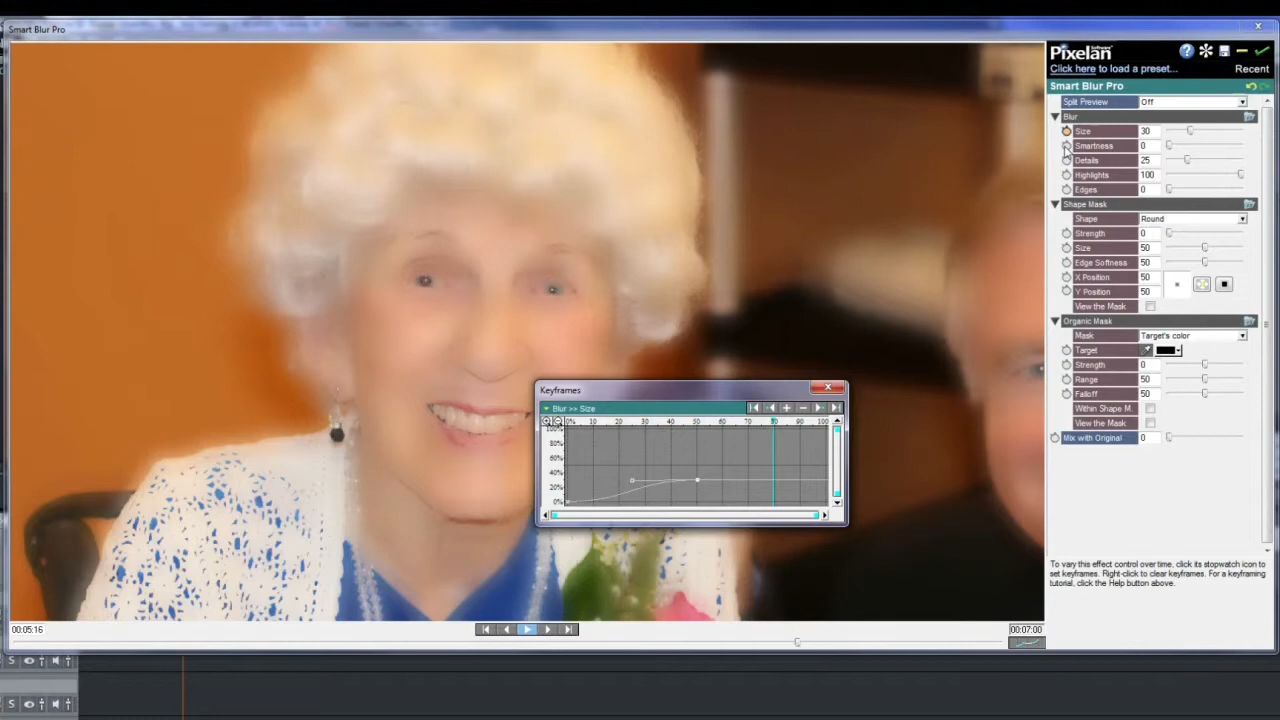 Smart Blur Pro
Pixelan Software
Click here to load a preset...
Recent
Smart Blur Pro
Split Preview Off
Blur
Size 30
Smartness 0
Details 25
Highlights 100
Edges 0
Shape Mask
Shape Round
Strength 0
Size 50
Edge Softness 50
X Position 50
Y Position 50
View the Mask
Organic Mask
Mask Target's color
Target
Strength 0
Range 50
Falloff 50
Within Shape M.
View the Mask
Mix with Original 0
Keyframes
Blur >> Size
0% 10 20 30 40 50 60 70 80 90 100
100%
80%
60%
40%
20%
0%
To vary this effect control over time, click its stopwatch icon to
set keyframes. Right-click to clear keyframes. For a keyframing
tutorial, click the Help button above.
00:05:16
00:07:00
S
S